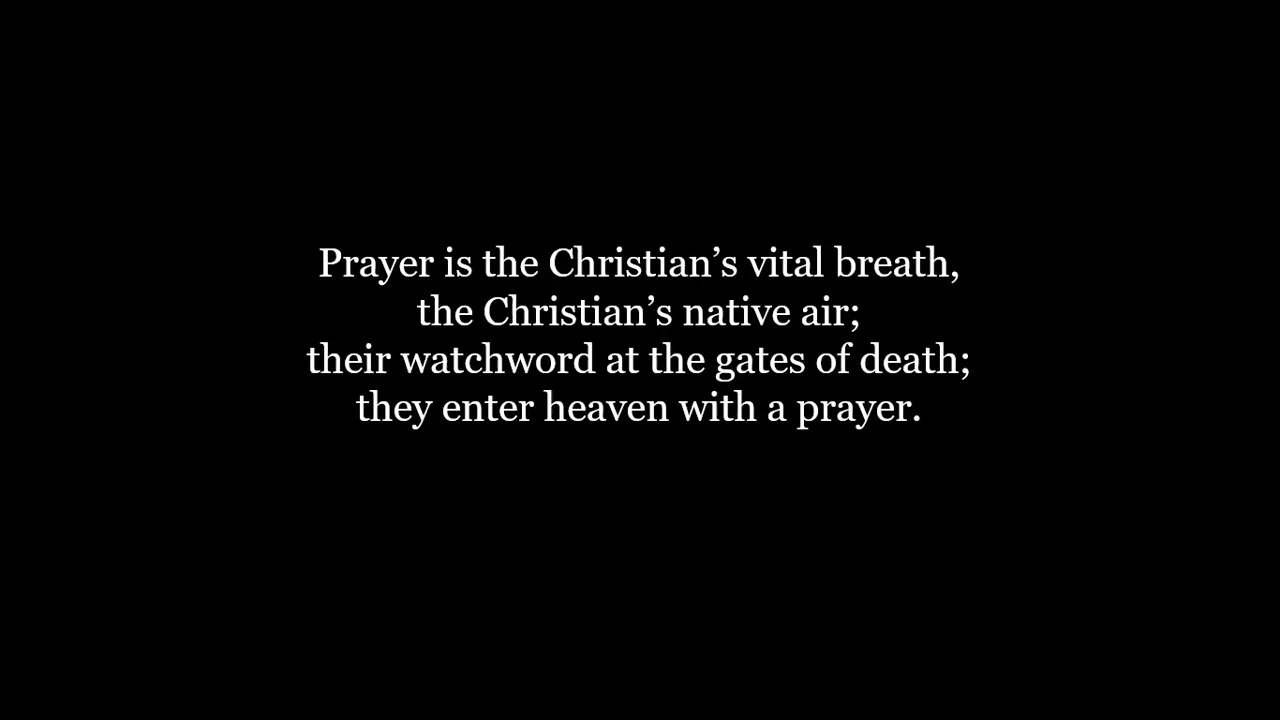 Prayer is the Christian’s vital breath,
the Christian’s native air;
their watchword at the gates of death;
they enter heaven with a prayer.